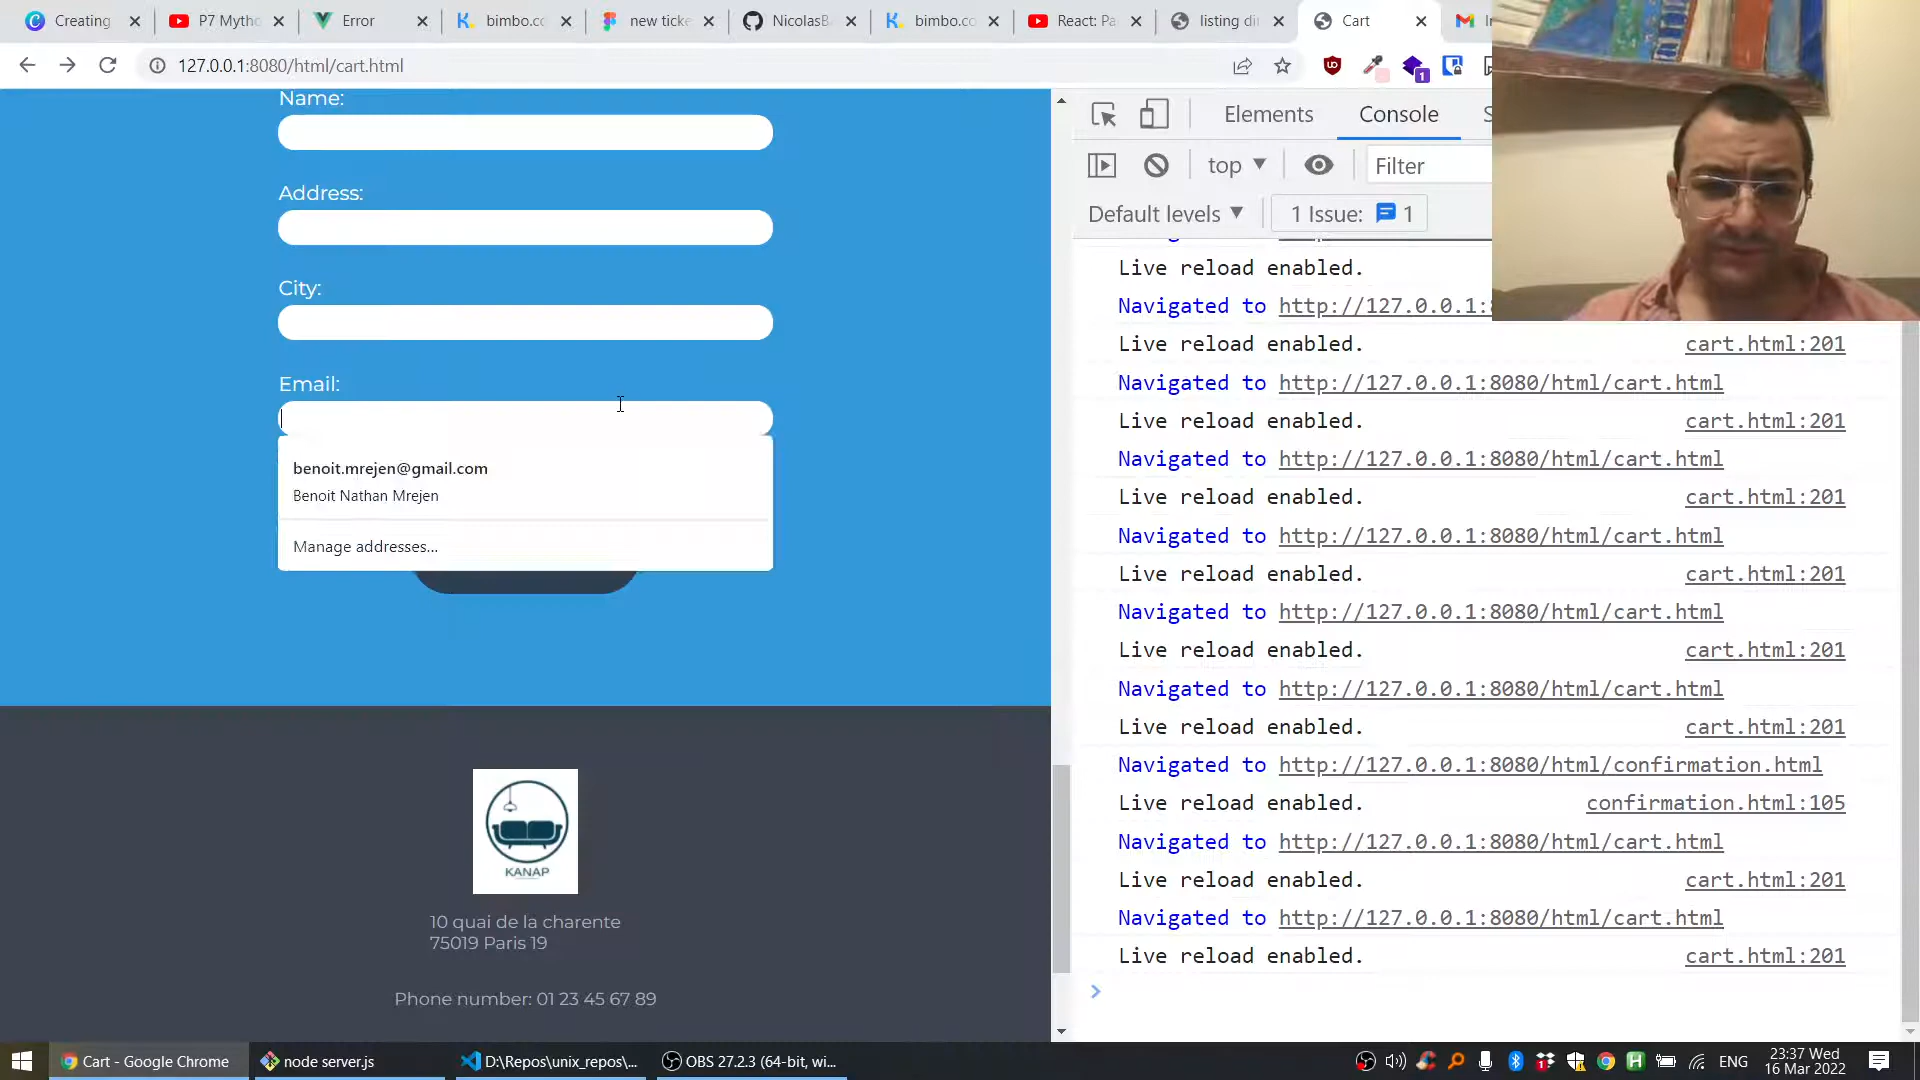 Creating
P7 Mytho
Error
bimbo.co
new ticke
NicolasB
bimbo.co
React: Pa
listing di
Cart
127.0.0.1:8080/html/cart.html
1
Name:
Address:
City:
Email:
benoit.mrejen@gmail.com
Benoit Nathan Mrejen
Manage addresses...
KANAP
10 quai de la charente
75019 Paris 19
Phone number: 01 23 45 67 89
Elements
Console
top
Filter
Default levels
1 Issue: 1
Live reload enabled.
Navigated to http://127.0.0.1:
Live reload enabled. cart.html:201
Navigated to http://127.0.0.1:8080/html/cart.html
Live reload enabled. cart.html:201
Navigated to http://127.0.0.1:8080/html/cart.html
Live reload enabled. cart.html:201
Navigated to http://127.0.0.1:8080/html/cart.html
Live reload enabled. cart.html:201
Navigated to http://127.0.0.1:8080/html/cart.html
Live reload enabled. cart.html:201
Navigated to http://127.0.0.1:8080/html/cart.html
Live reload enabled. cart.html:201
Navigated to http://127.0.0.1:8080/html/confirmation.html
Live reload enabled. confirmation.html:105
Navigated to http://127.0.0.1:8080/html/cart.html
Live reload enabled. cart.html:201
Navigated to http://127.0.0.1:8080/html/cart.html
Live reload enabled. cart.html:201
Cart - Google Chrome
node server.js
D:\Repos\unix_repos\...
OBS 27.2.3 (64-bit, wi...
ENG
23:37 Wed
16 Mar 2022